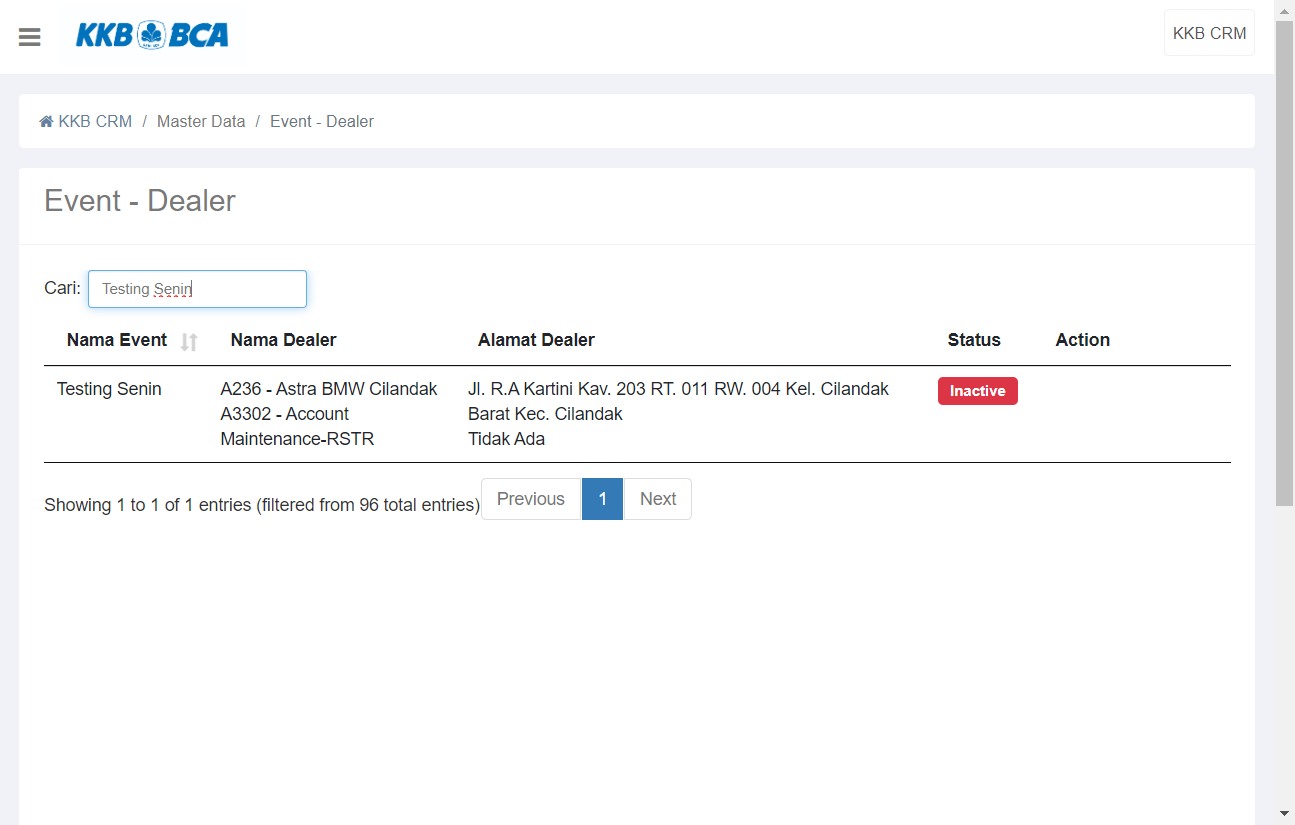 KKB BCA
KKB CRM
KKB CRM / Master Data / Event - Dealer
Event - Dealer
Cari: Testing Senin
Nama Event Nama Dealer Alamat Dealer Status Action
Testing Senin A236 - Astra BMW Cilandak Jl. R.A Kartini Kav. 203 RT. 011 RW. 004 Kel. Cilandak Inactive
A3302 - Account Barat Kec. Cilandak
Maintenance-RSTR Tidak Ada
Showing 1 to 1 of 1 entries (filtered from 96 total entries) Previous 1 Next